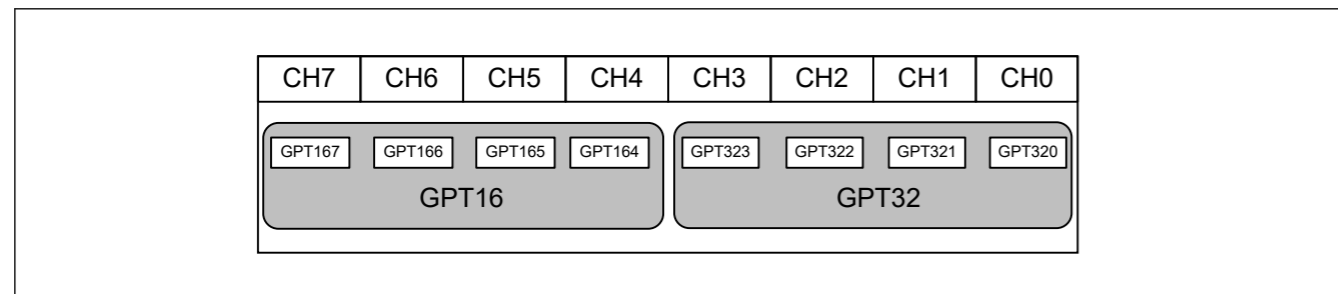 CH7 CH6 CH5 CH4 CH3 CH2 CH1 CH0
GPT167 GPT166 GPT165 GPT164 GPT323 GPT322 GPT321 GPT320
GPT16 GPT32